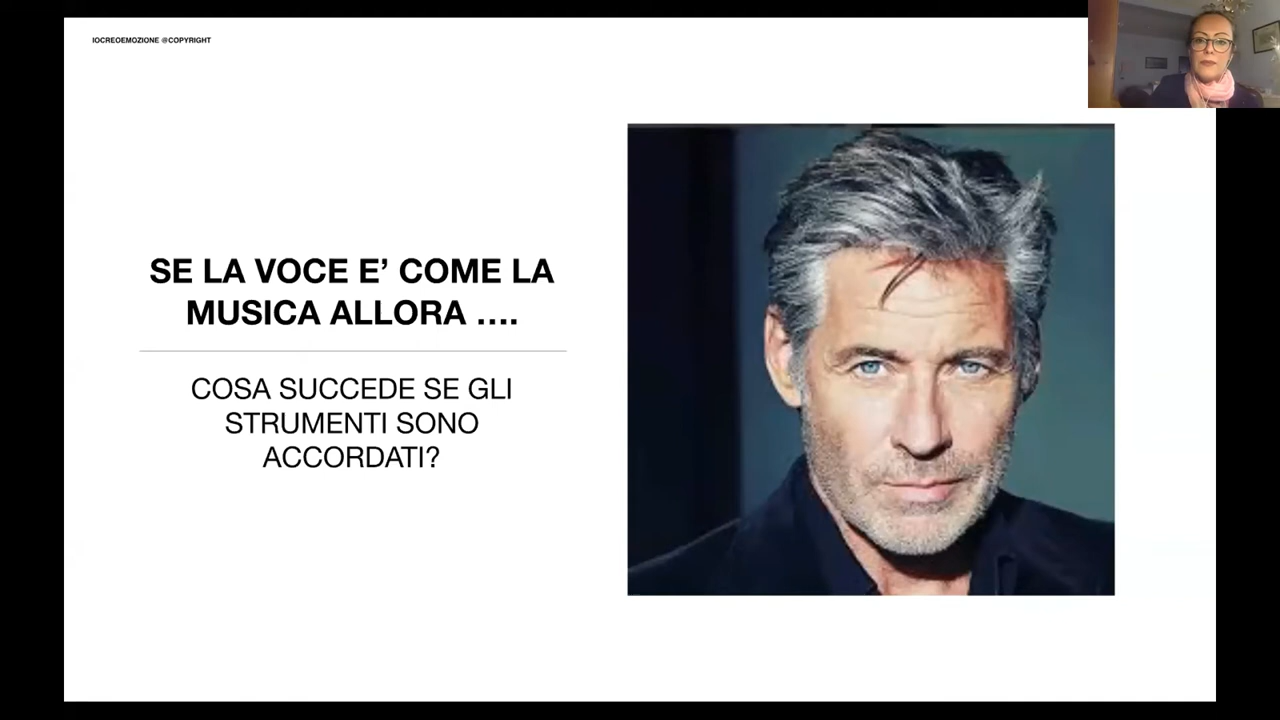 IOCREOEMOZIONE @COPYRIGHT
SE LA VOCE E’ COME LA
MUSICA ALLORA ….
COSA SUCCEDE SE GLI
STRUMENTI SONO
ACCORDATI?